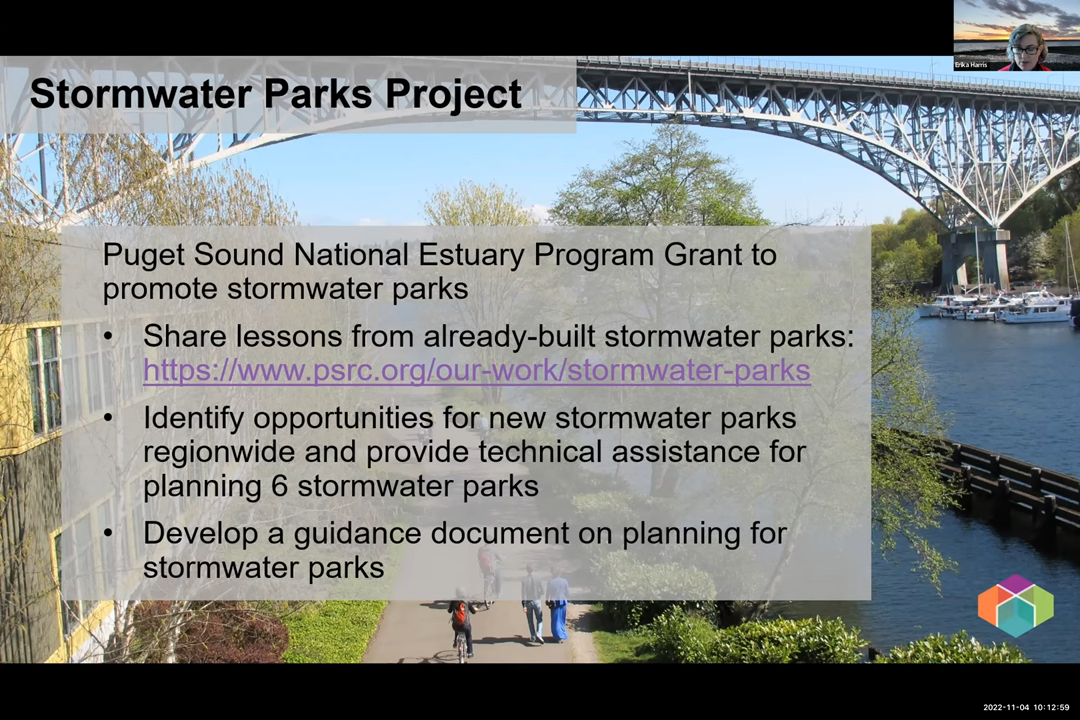 Erika Harris
Stormwater Parks Project
Puget Sound National Estuary Program Grant to
promote stormwater parks
• Share lessons from already-built stormwater parks:
https://www.psrc.org/our-work/stormwater-parks
• Identify opportunities for new stormwater parks
regionwide and provide technical assistance for
planning 6 stormwater parks
• Develop a guidance document on planning for
stormwater parks
2022-11-04 10:12:59